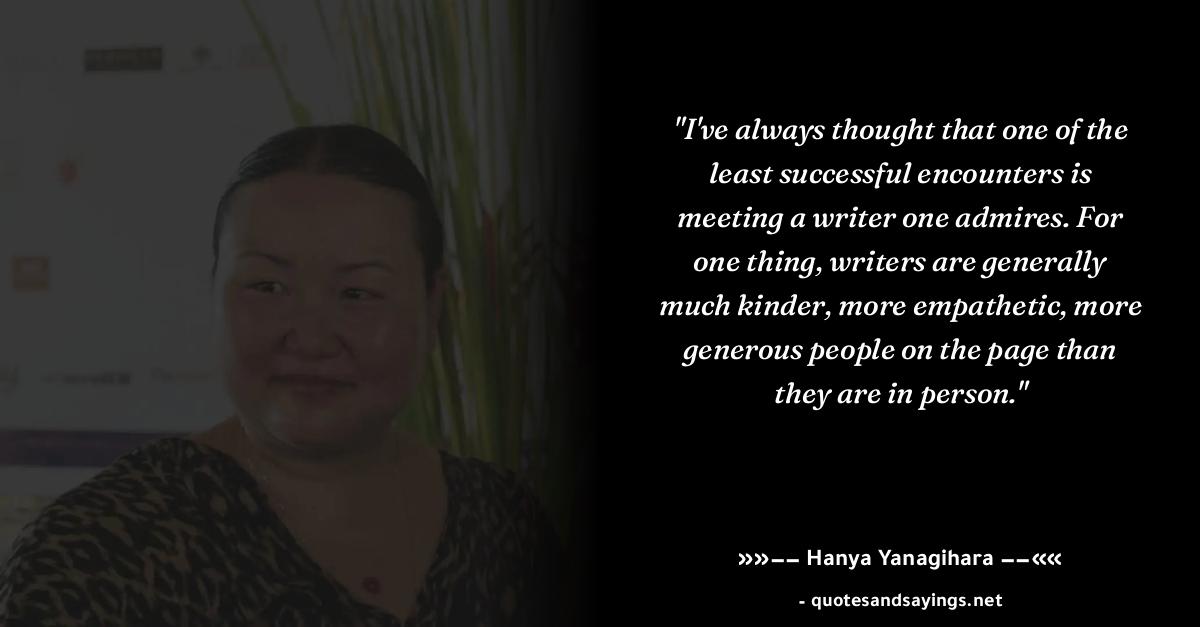 "I've always thought that one of the
least successful encounters is
meeting a writer one admires. For
one thing, writers are generally
much kinder, more empathetic, more
generous people on the page than
they are in person."
»»–– Hanya Yanagihara ––««
- quotesandsayings.net